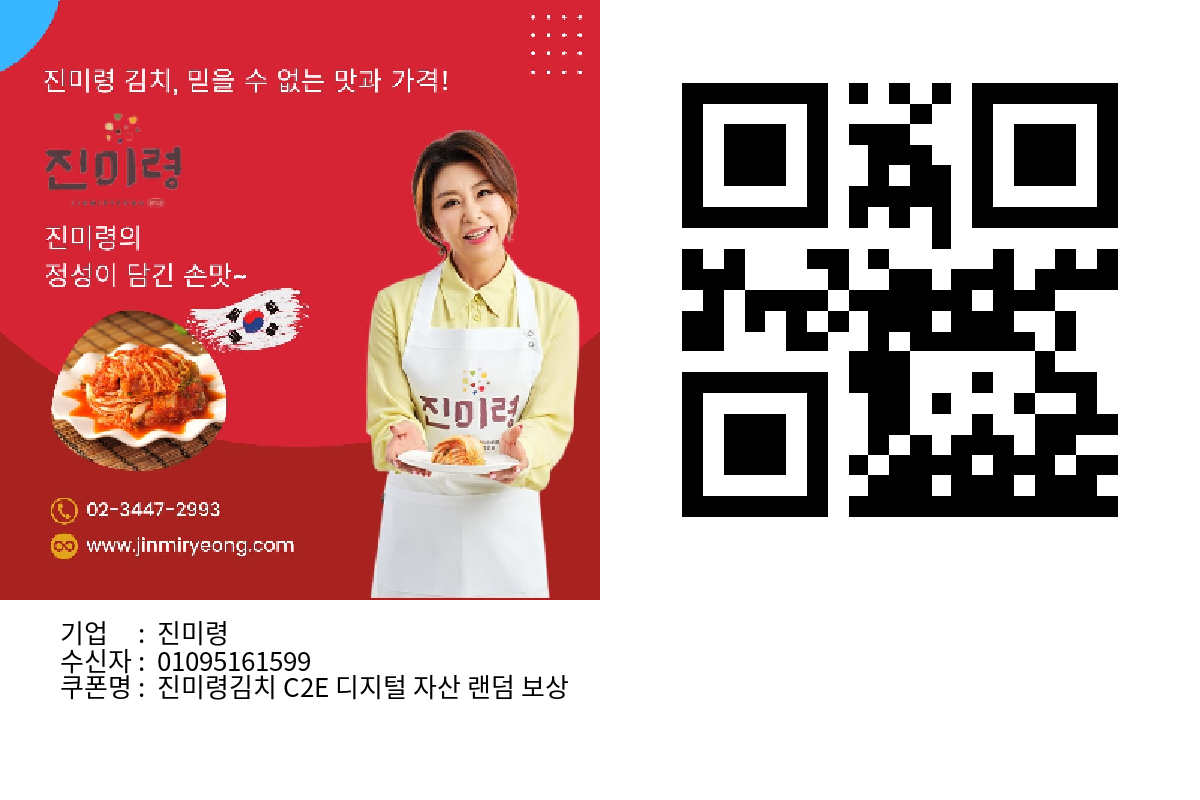 진미령 김치, 믿을 수 없는 맛과 가격!
진미령
진미령의
정성이 담긴 손맛~
진미령
02-3447-2993
www.jinmiryeong.com
기업 : 진미령
수신자 : 01095161599
쿠폰명 : 진미령김치 C2E 디지털 자산 랜덤 보상